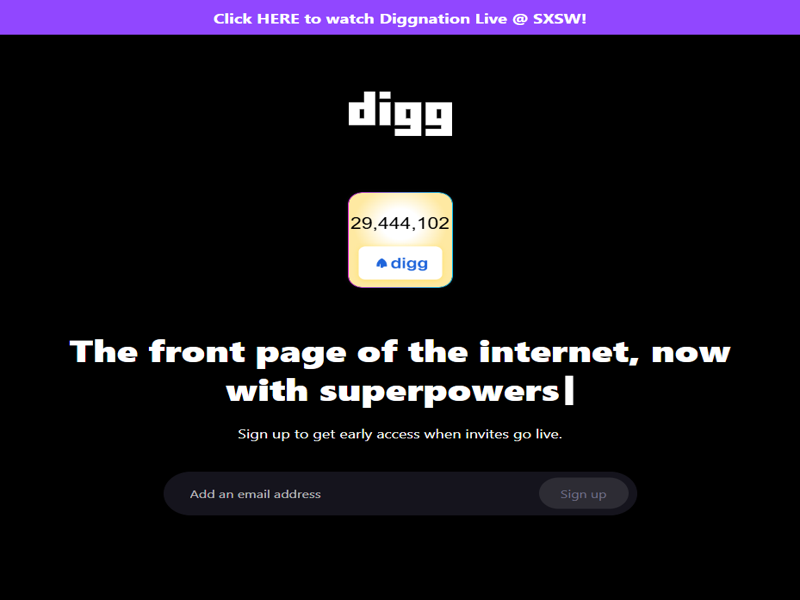 Click HERE to watch Diggnation Live @ SXSW!
digg
29,444,102
digg
The front page of the internet, now
with superpowers
Sign up to get early access when invites go live.
Add an email address
Sign up